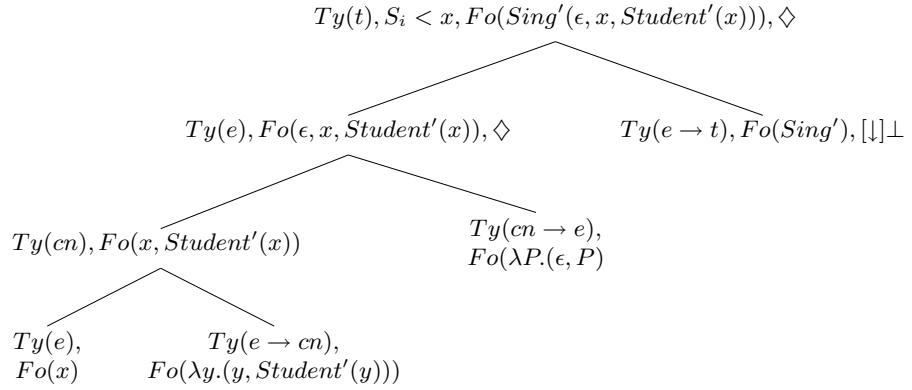 Ty(t), S_i < x, Fo(Sing′(ϵ, x, Student′(x))), ♢
Ty(e), Fo(ϵ, x, Student′(x)), ♢ Ty(e → t), Fo(Sing′), [↓]⊥
Ty(cn), Fo(x, Student′(x)) Ty(cn → e),
Fo(λP.(ϵ, P)
Ty(e), Ty(e → cn),
Fo(x) Fo(λy.(y, Student′(y)))